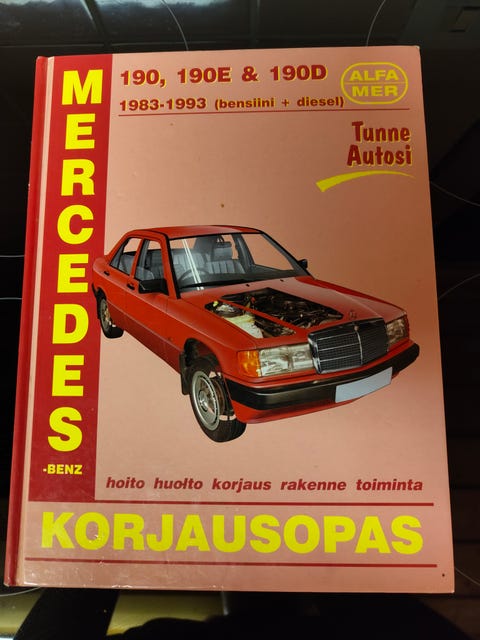 MERCEDES
-BENZ
190, 190E & 190D
1983-1993 (bensiini + diesel)
ALFA
MER
Tunne
Autosi
hoito huolto korjaus rakenne toiminta
KORJAUSOPAS